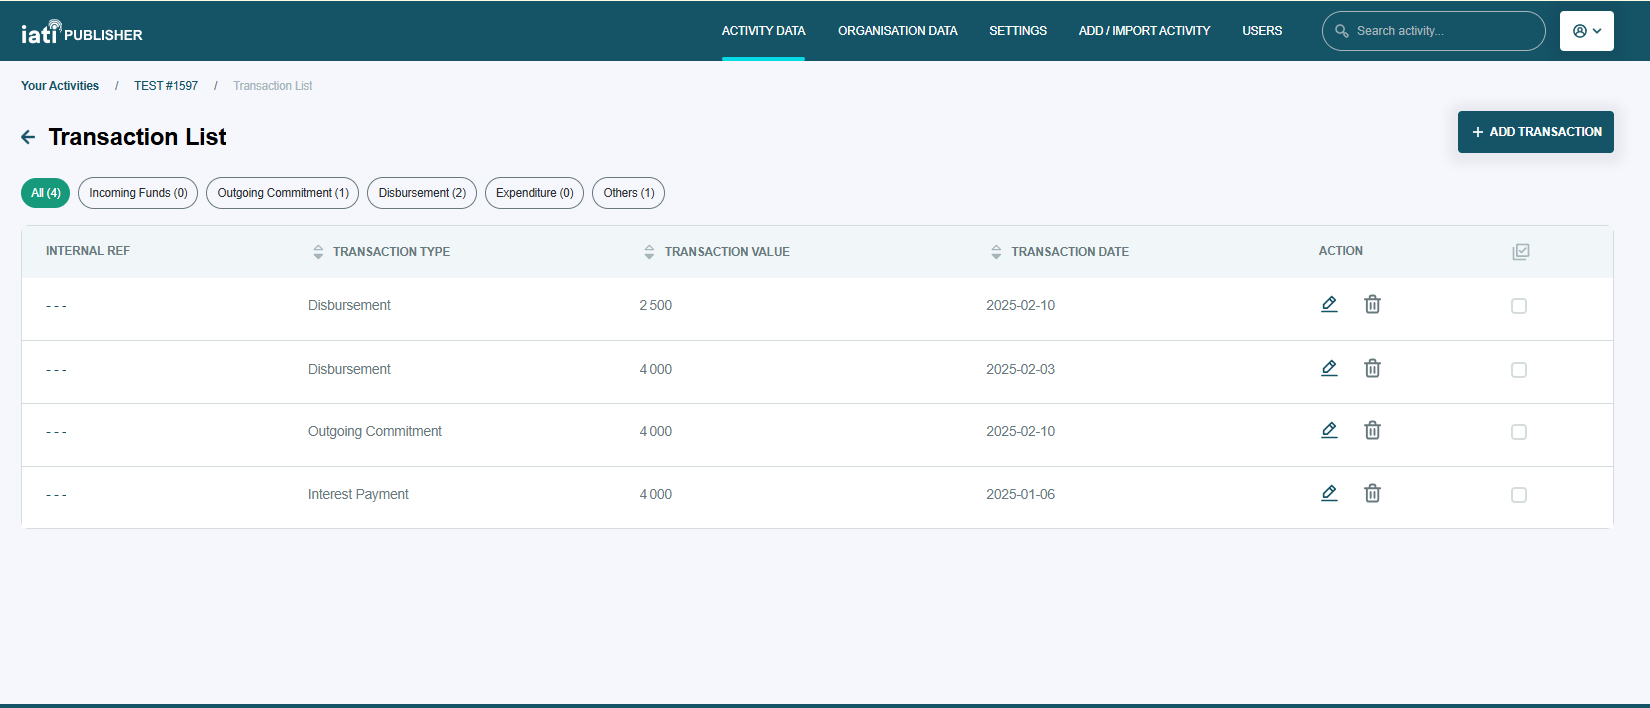 iati PUBLISHER
ACTIVITY DATA ORGANISATION DATA SETTINGS ADD / IMPORT ACTIVITY USERS Search activity...
Your Activities / TEST #1597 / Transaction List
Transaction List
+ ADD TRANSACTION
All (4) Incoming Funds (0) Outgoing Commitment (1) Disbursement (2) Expenditure (0) Others (1)
INTERNAL REF TRANSACTION TYPE TRANSACTION VALUE TRANSACTION DATE ACTION
- - - Disbursement 2 500 2025-02-10
- - - Disbursement 4 000 2025-02-03
- - - Outgoing Commitment 4 000 2025-02-10
- - - Interest Payment 4 000 2025-01-06